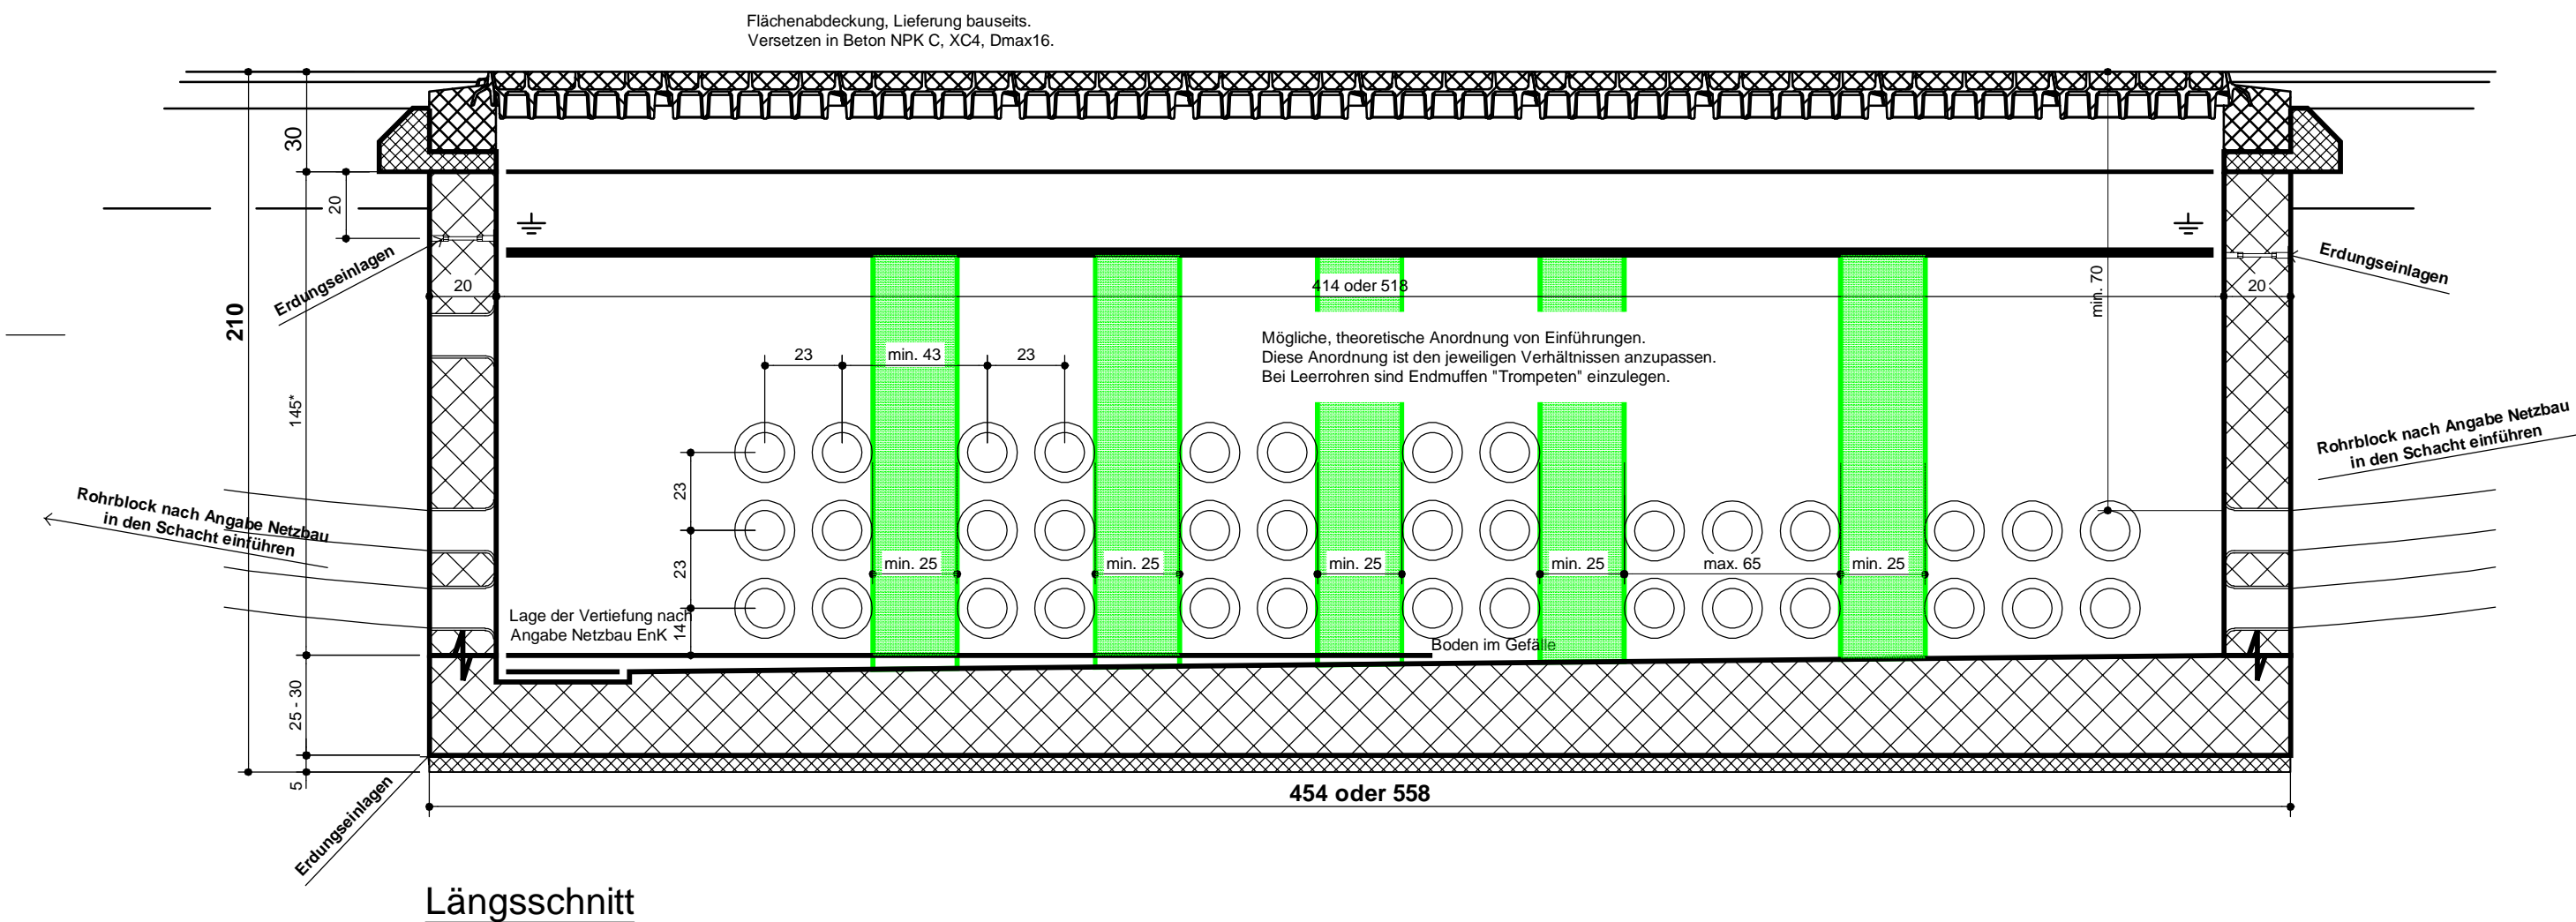 Flächenabdeckung, Lieferung bauseits.
Versetzen in Beton NPK C, XC4, Dmax16.
30
20
Erdungseinlagen
Erdungseinlagen
20
414 oder 518
20
min. 70
210
145*
Mögliche, theoretische Anordnung von Einführungen.
Diese Anordnung ist den jeweiligen Verhältnissen anzupassen.
Bei Leerrohren sind Endmuffen "Trompeten" einzulegen.
23
min. 43
23
Rohrblock nach Angabe Netzbau
in den Schacht einführen
Rohrblock nach Angabe Netzbau
in den Schacht einführen
23
23
14
min. 25
min. 25
min. 25
min. 25
max. 65
min. 25
Lage der Vertiefung nach
Angabe Netzbau EnK
Boden im Gefälle
25 - 30
5
454 oder 558
Erdungseinlagen
Längsschnitt